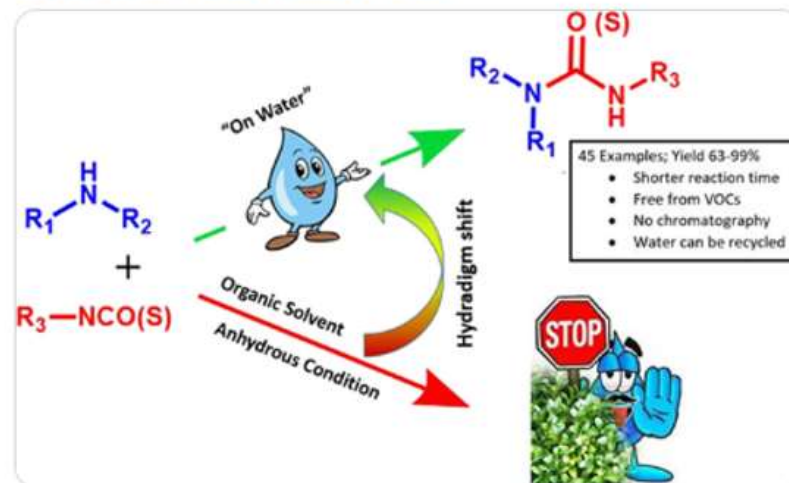 O (S)
R2
N
N
H
R3
R1
"On Water"
H
N
R1
R2
+
R3—NCO(S)
Organic Solvent
Anhydrous Condition
Hydradigm shift
45 Examples; Yield 63-99%
• Shorter reaction time
• Free from VOCs
• No chromatography
• Water can be recycled
STOP